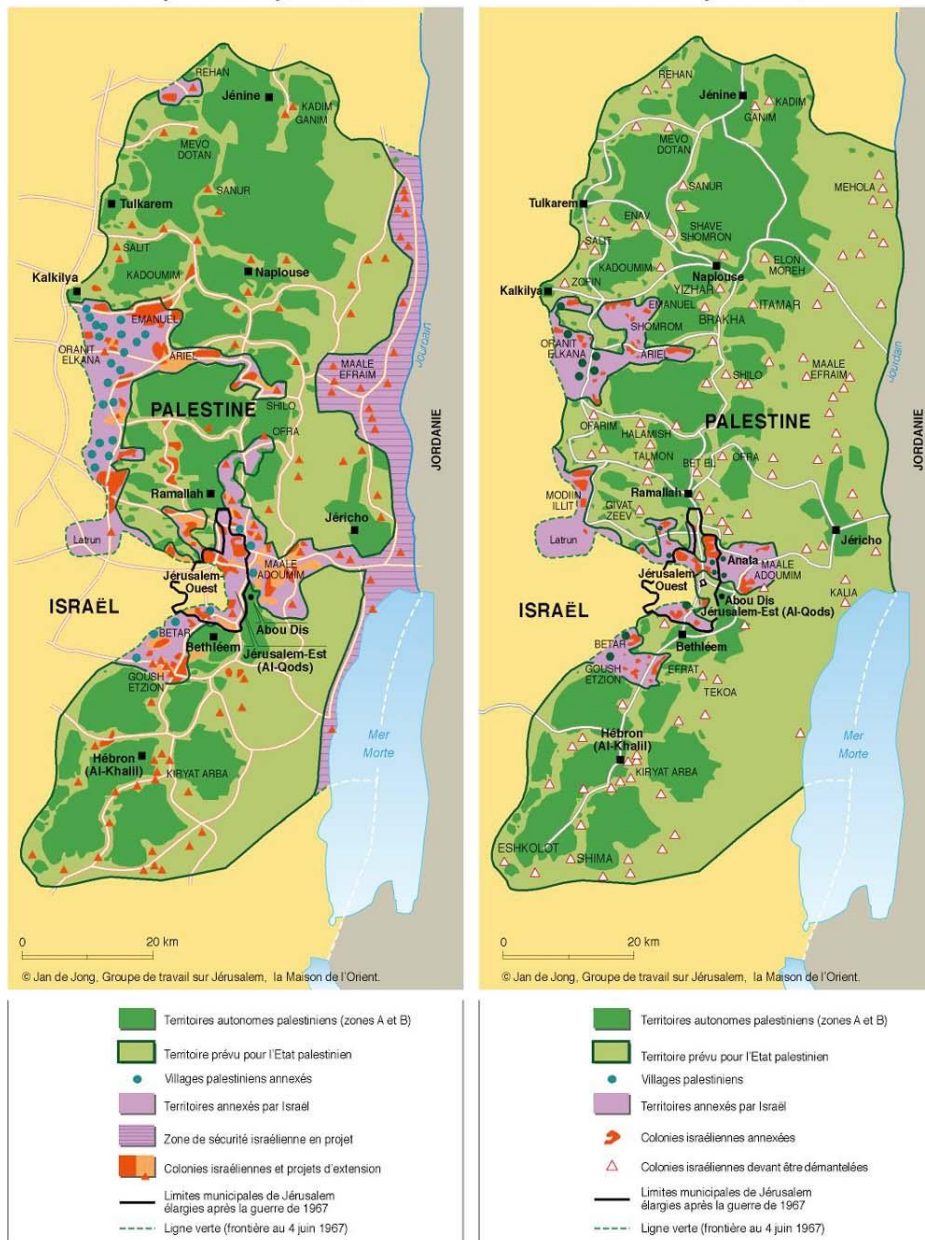 REHAN
Jénine
KADIM
GANIM
MEVO
DOTAN
SANUR
Tulkarem
SALIT
KADOUMIM
Naplouse
Kalkilya
EMANUEL
ORANIT
ELKANA
ARIEL
MAALE
EFRAIM
Jourdain
PALESTINE
SHILO
OFRA
JORDANIE
Ramallah
Jéricho
Latrun
Jérusalem-
Ouest
MAALE
ADOUMIM
ISRAËL
BETAR
Abou Dis
Bethléem
Jérusalem-Est
(Al-Qods)
GOUSH
ETZION
Hébron
(Al-Khalil)
KIRYAT ARBA
Mer
Morte
0 20 km
© Jan de Jong, Groupe de travail sur Jérusalem, la Maison de l'Orient.
Territoires autonomes palestiniens (zones A et B)
Territoire prévu pour l'Etat palestinien
Villages palestiniens annexés
Territoires annexés par Israël
Zone de sécurité israélienne en projet
Colonies israéliennes et projets d'extension
Limites municipales de Jérusalem
élargies après la guerre de 1967
Ligne verte (frontière au 4 juin 1967)
REHAN
Jénine
KADIM
GANIM
MEVO
DOTAN
SANUR
MEHOLA
Tulkarem
ENAV
SHAVE
SHOMRON
SALIT
KADOUMIM
ELON
MOREH
Naplouse
ZOFIN
YIZHAR
Kalkilya
EMANUEL
ITAMAR
BRAKHA
SHOMROM
ORANIT
ELKANA
ARIEL
SHILO
MAALE
EFRAIM
Jourdain
PALESTINE
OFARIM
HALAMISH
TALMON
BET EL
OFRA
JORDANIE
Ramallah
MODIIN
ILLIT
GIVAT
ZEEV
Jéricho
Latrun
Anata
Jérusalem
Ouest
MAALE
ADOUMIM
KALIA
ISRAËL
Abou Dis
Jérusalem-Est (Al-Qods)
BETAR
Bethléem
GOUSH
ETZION
EFRAT
TEKOA
Hébron
(Al-Khalil)
KIRYAT ARBA
Mer
Morte
ESHKOLOT
SHIMA
0 20 km
© Jan de Jong, Groupe de travail sur Jérusalem, la Maison de l'Orient.
Territoires autonomes palestiniens (zones A et B)
Territoire prévu pour l'Etat palestinien
Villages palestiniens
Territoires annexés par Israël
Colonies israéliennes annexées
Colonies israéliennes devant être démantelées
Limites municipales de Jérusalem
élargies après la guerre de 1967
Ligne verte (frontière au 4 juin 1967)